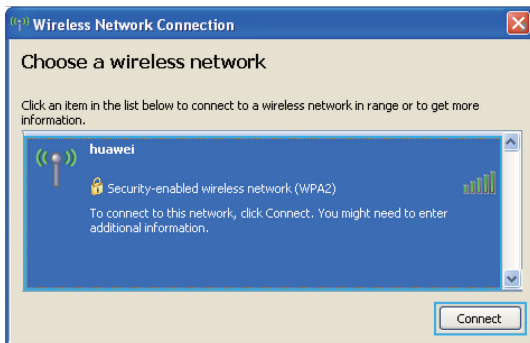 Wireless Network Connection
Choose a wireless network
Click an item in the list below to connect to a wireless network in range or to get more
information.
huawei
Security-enabled wireless network (WPA2)
To connect to this network, click Connect. You might need to enter
additional information.
Connect